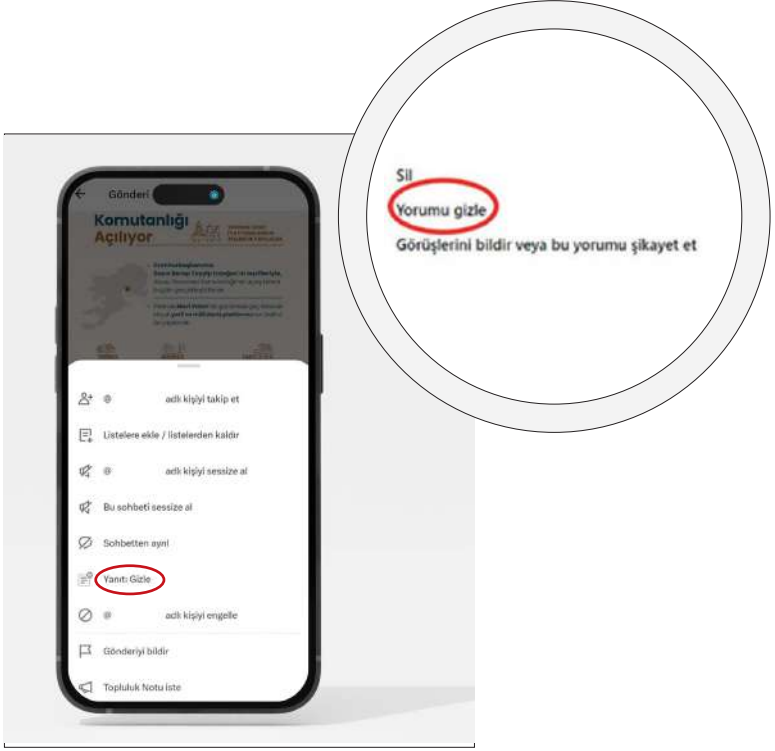 Sil
Yorumu gizle
Görüşlerini bildir veya bu yorumu şikayet et
Gönderi
Komutanlığı
Açılıyor
@ adlı kişiyi takip et
Listelere ekle / listelerden kaldır
@ adlı kişiyi sessize al
Bu sohbeti sessize al
Sohbetten ayrıl
Yanıtı Gizle
@ adlı kişiyi engelle
Gönderiyi bildir
Topluluk Notu iste